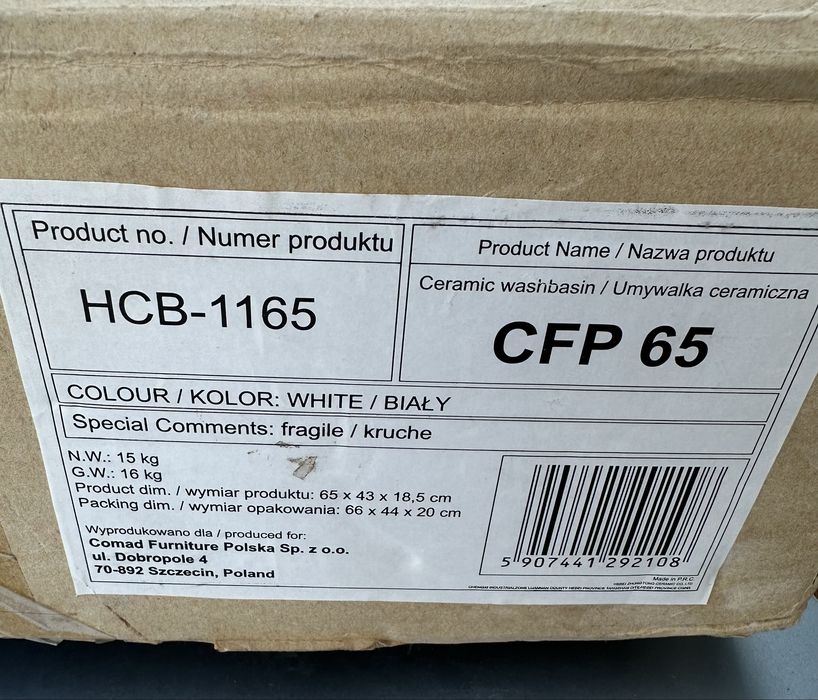 Product no. / Numer produktu
HCB-1165
Product Name / Nazwa produktu
Ceramic washbasin / Umywalka ceramiczna
CFP 65
COLOUR / KOLOR: WHITE / BIAŁY
Special Comments: fragile / kruche
N.W.: 15 kg
G.W.: 16 kg
Product dim. / wymiar produktu: 65 x 43 x 18,5 cm
Packing dim. / wymiar opakowania: 66 x 44 x 20 cm
Wyprodukowano dla / produced for:
Comad Furniture Polska Sp. z o.o.
ul. Dobropole 4
70-892 Szczecin, Poland
5 907441 292108
Made in P.R.C.